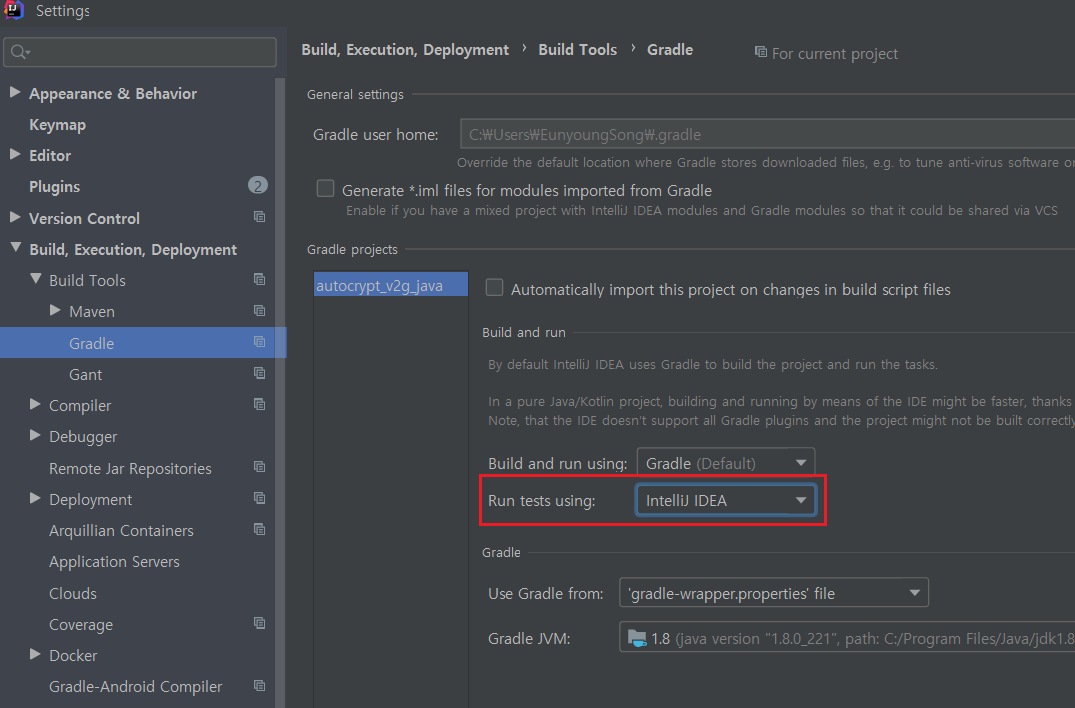 Settings
Build, Execution, Deployment › Build Tools › Gradle For current project
Appearance & Behavior
Keymap
Editor
Plugins 2
Version Control
Build, Execution, Deployment
Build Tools
Maven
Gradle
Gant
Compiler
Debugger
Remote Jar Repositories
Deployment
Arquillian Containers
Application Servers
Clouds
Coverage
Docker
Gradle-Android Compiler
General settings
Gradle user home: C:₩Users₩EunyoungSong₩.gradle
Override the default location where Gradle stores downloaded files, e.g. to tune anti-virus software or
Generate *.iml files for modules imported from Gradle
Enable if you have a mixed project with IntelliJ IDEA modules and Gradle modules so that it could be shared via VCS
Gradle projects
autocrypt_v2g_java
Automatically import this project on changes in build script files
Build and run
By default IntelliJ IDEA uses Gradle to build the project and run the tasks.
In a pure Java/Kotlin project, building and running by means of the IDE might be faster, thanks
Note, that the IDE doesn't support all Gradle plugins and the project might not be built correctly
Build and run using: Gradle (Default)
Run tests using: IntelliJ IDEA
Gradle
Use Gradle from: 'gradle-wrapper.properties' file
Gradle JVM: 1.8 (java version "1.8.0_221", path: C:/Program Files/Java/jdk1.8